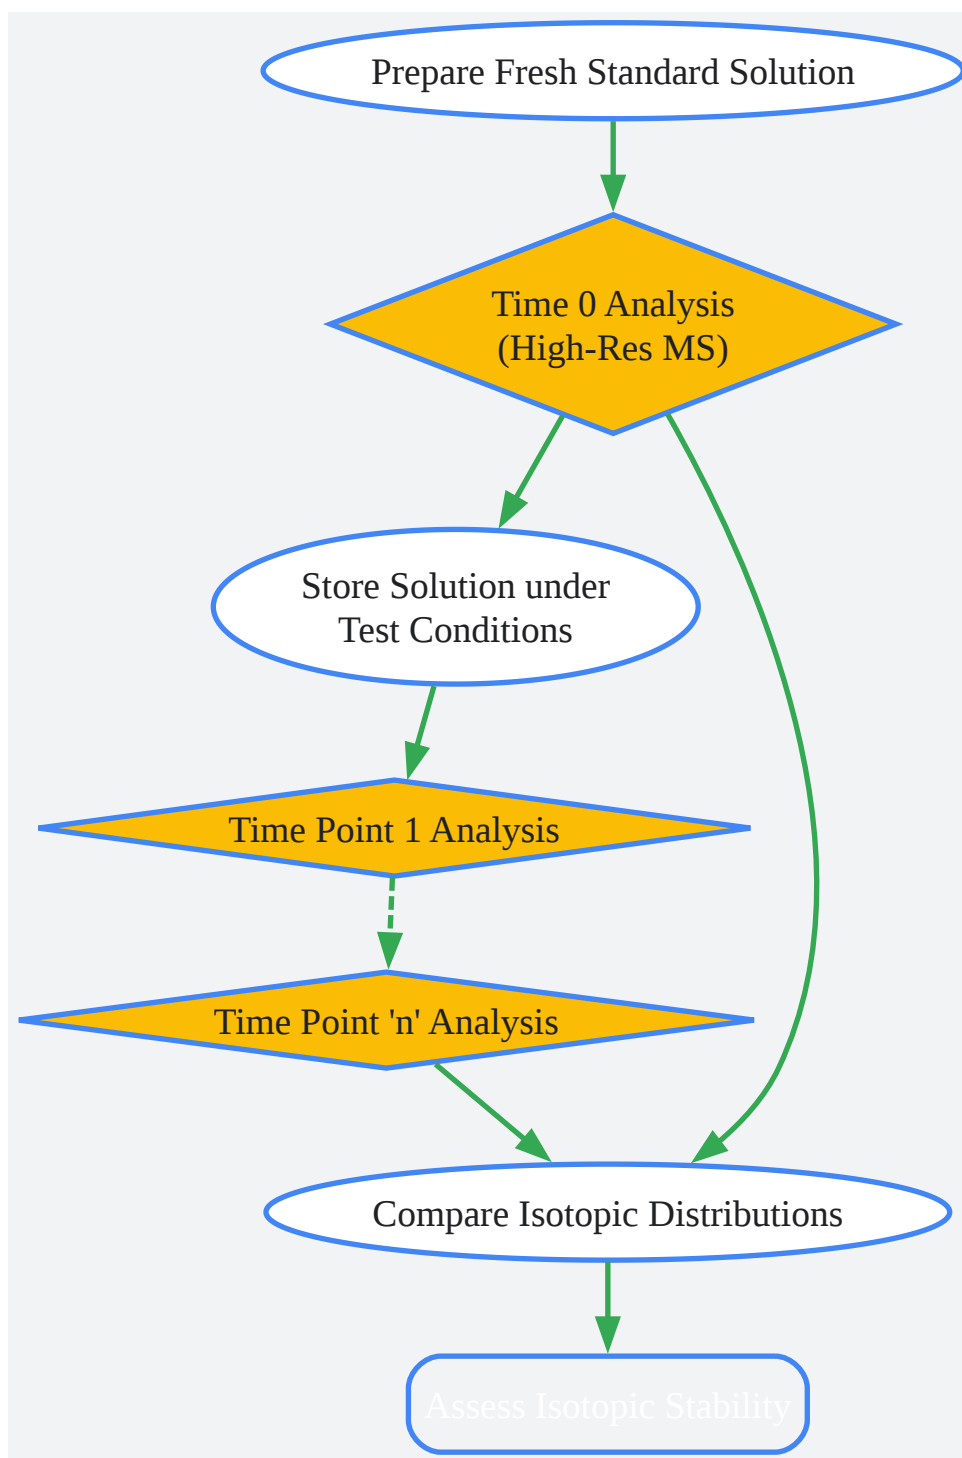 Prepare Fresh Standard Solution
Time 0 Analysis
(High-Res MS)
Store Solution under
Test Conditions
Time Point 1 Analysis
Time Point 'n' Analysis
Compare Isotopic Distributions
Assess Isotopic Stability